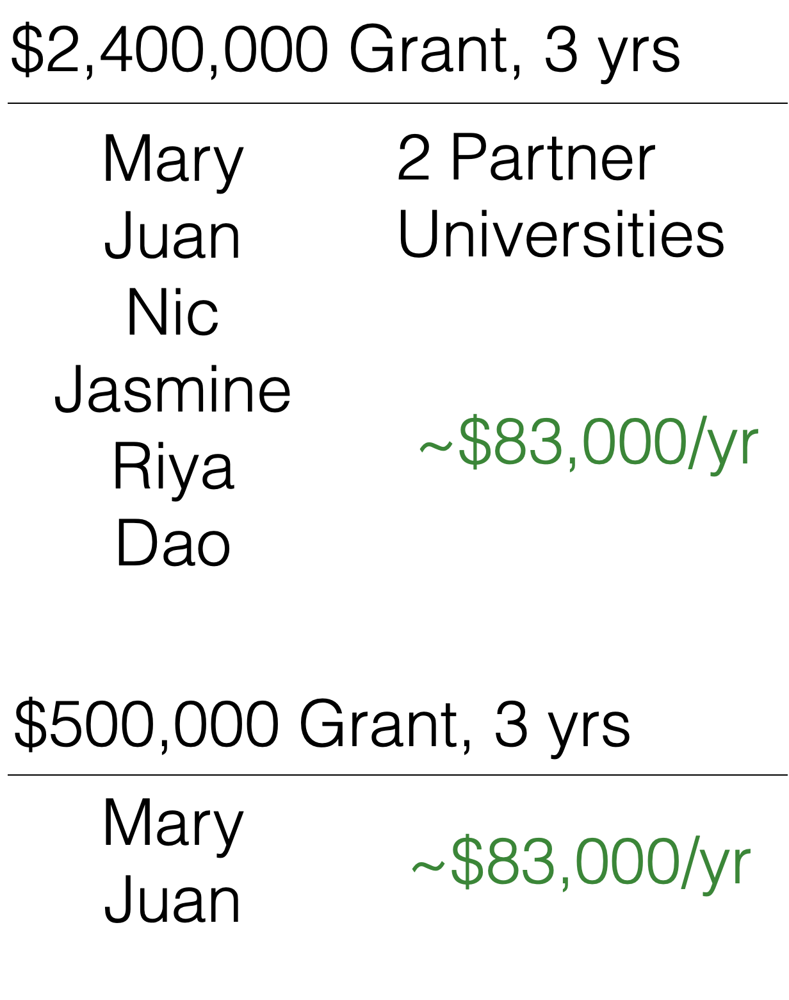 $2,400,000 Grant, 3 yrs
Mary
Juan
Nic
Jasmine
Riya
Dao
2 Partner
Universities
~$83,000/yr
$500,000 Grant, 3 yrs
Mary
Juan
~$83,000/yr